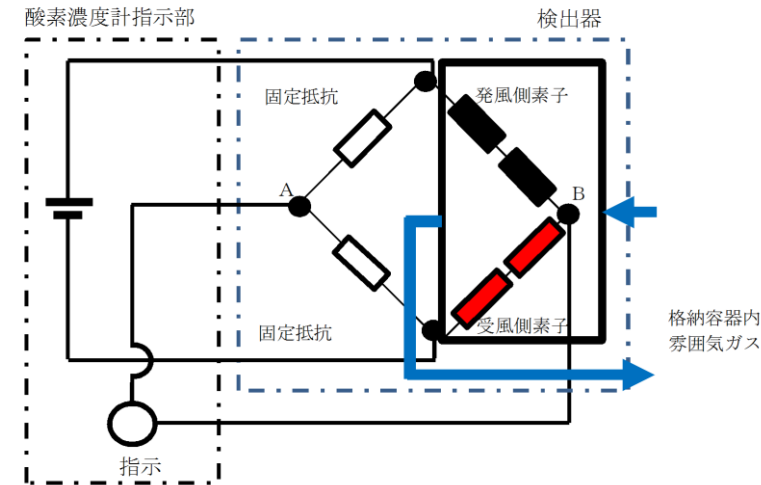 酸素濃度計指示部
検出器
固定抵抗
発風側素子
A
B
固定抵抗
受風側素子
格納容器内
雰囲気ガス
指示